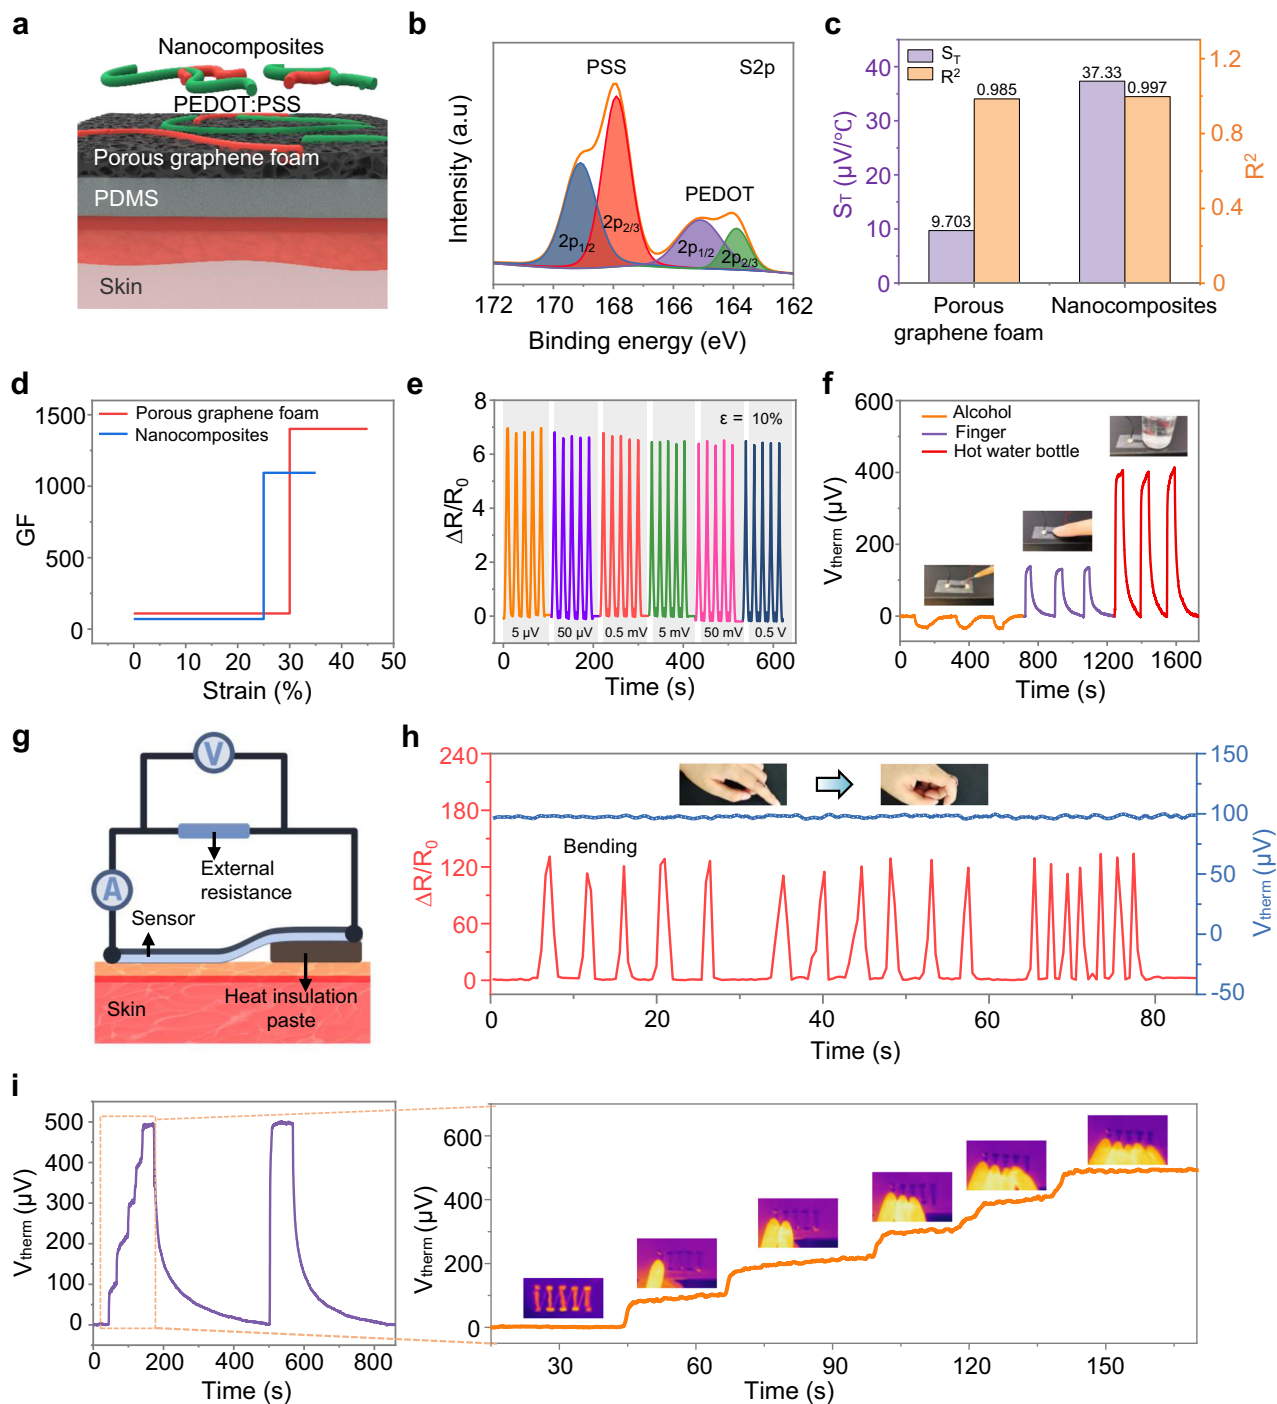 a
Nanocomposites
PEDOT:PSS
Porous graphene foam
PDMS
Skin
b
PSS
S2p
PEDOT
2p1/2
2p2/3
2p1/2
2p2/3
Intensity (a.u)
172 170 168 166 164 162
Binding energy (eV)
c
ST
R²
40
30
20
10
0
ST (μV/°C)
9.703
0.985
37.33
0.997
1.2
0.8
0.4
0
R²
Porous
graphene foam
Nanocomposites
d
1500
1000
500
0
GF
Porous graphene foam
Nanocomposites
0 10 20 30 40 50
Strain (%)
e
8
6
4
2
0
ΔR/R0
ε = 10%
5 μV 50 μV 0.5 mV 5 mV 50 mV 0.5 V
0 200 400 600
Time (s)
f
600
400
200
0
Vtherm (μV)
Alcohol
Finger
Hot water bottle
0 400 800 1200 1600
Time (s)
g
V
A
External
resistance
Sensor
Skin
Heat insulation
paste
h
240
180
120
60
0
ΔR/R0
Bending
150
100
50
0
-50
Vtherm (μV)
0 20 40 60 80
Time (s)
i
500
400
300
200
100
0
Vtherm (μV)
0 200 400 600 800
Time (s)
600
400
200
0
Vtherm (μV)
30 60 90 120 150
Time (s)